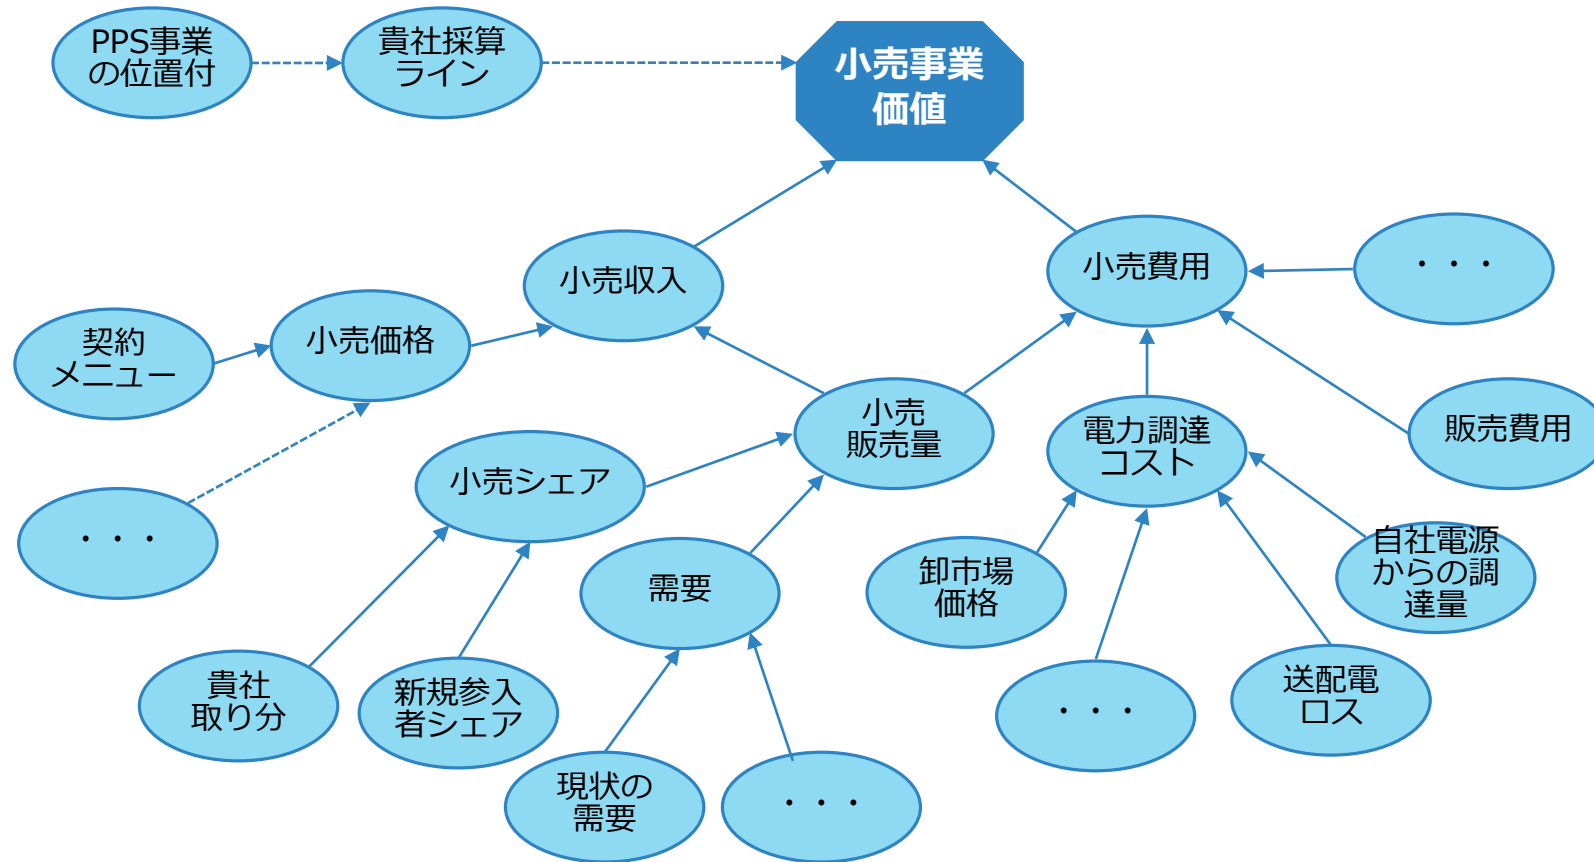 PPS事業
の位置付
貴社採算
ライン
小売事業
価値
小売収入
小売費用
・・・
契約
メニュー
小売価格
小売
販売量
電力調達
コスト
販売費用
小売シェア
・・・
需要
卸市場
価格
自社電源
からの調
達量
貴社
取り分
新規参入
者シェア
・・・
送配電
ロス
現状の
需要
・・・